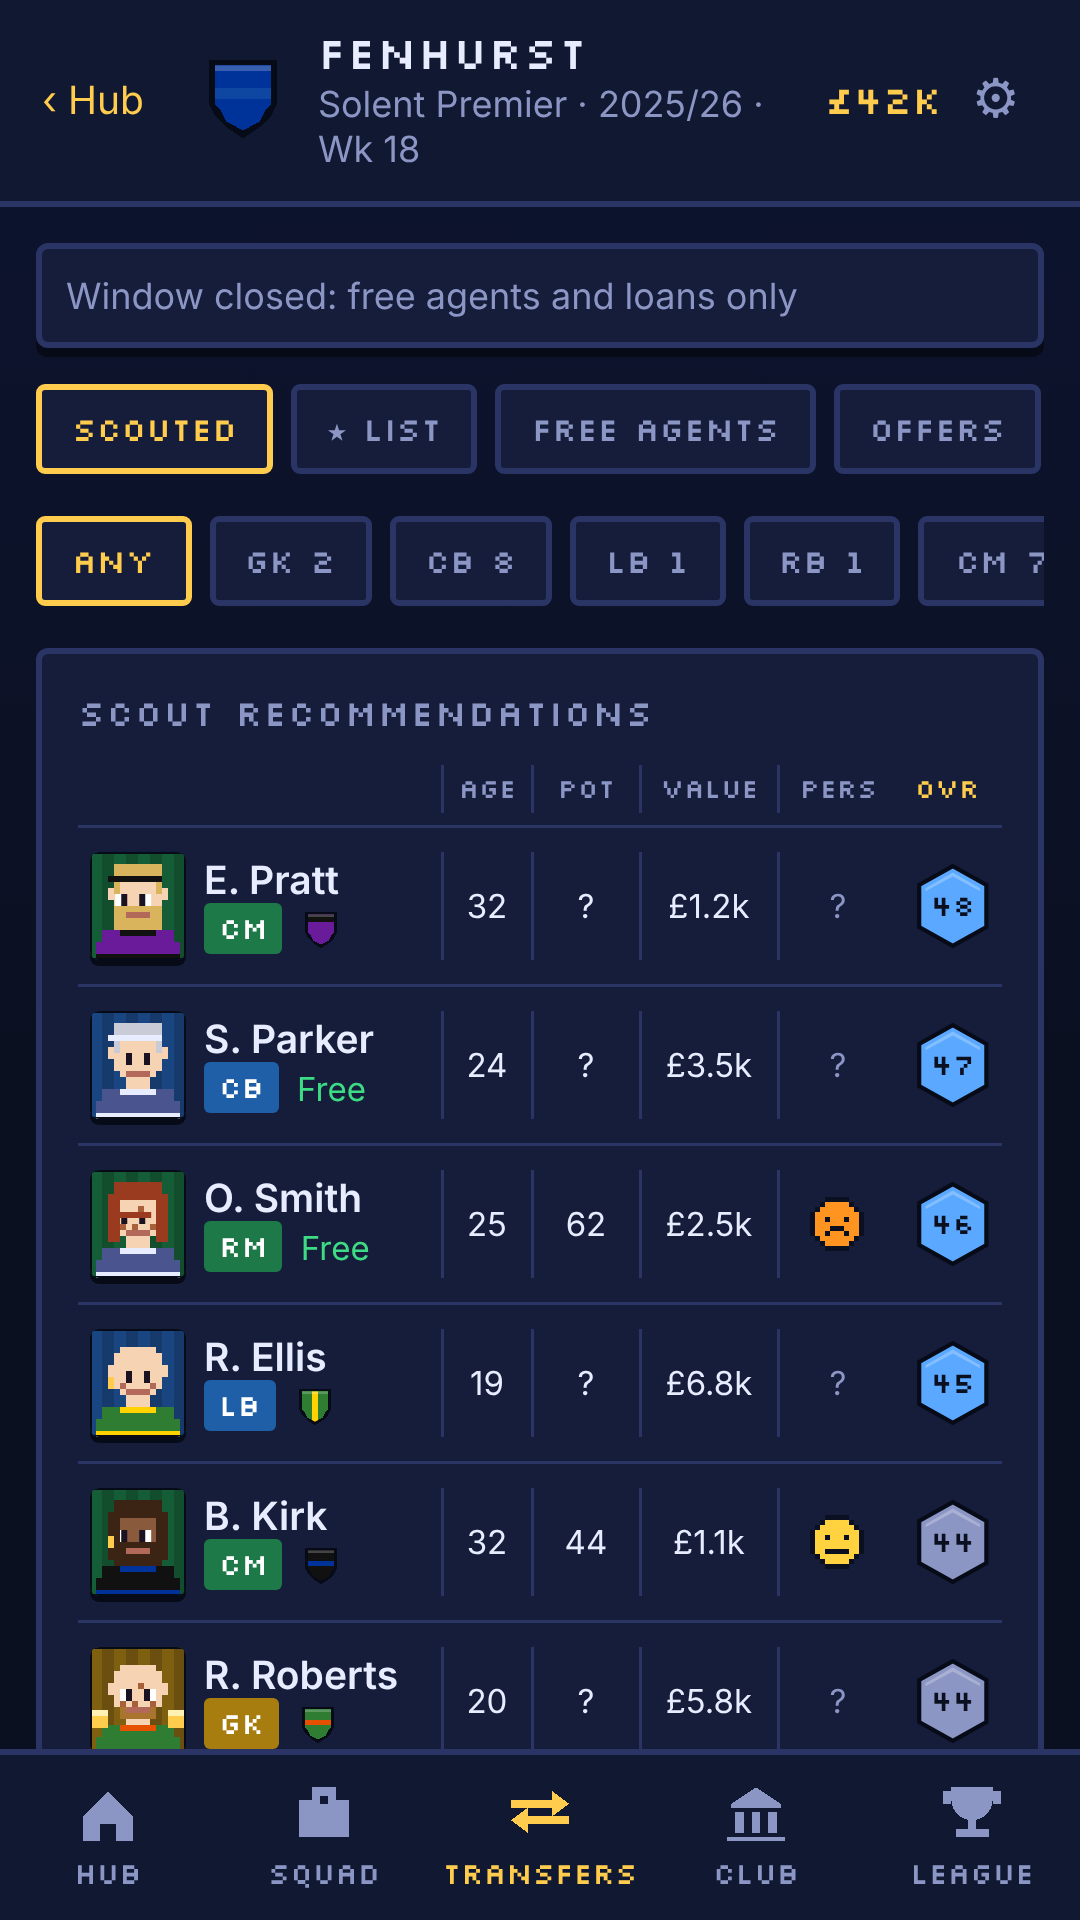 ‹ Hub
FENHURST
Solent Premier · 2025/26 ·
Wk 18
£42K
Window closed: free agents and loans only
SCOUTED
★ LIST
FREE AGENTS
OFFERS
ANY
GK 2
CB 8
LB 1
RB 1
CM 7
SCOUT RECOMMENDATIONS
AGE POT VALUE PERS OVR
E. Pratt
CM
32 ? £1.2k ? 48
S. Parker
CB Free
24 ? £3.5k ? 47
O. Smith
RM Free
25 62 £2.5k 46
R. Ellis
LB
19 ? £6.8k ? 45
B. Kirk
CM
32 44 £1.1k 44
R. Roberts
GK
20 ? £5.8k ? 44
HUB
SQUAD
TRANSFERS
CLUB
LEAGUE